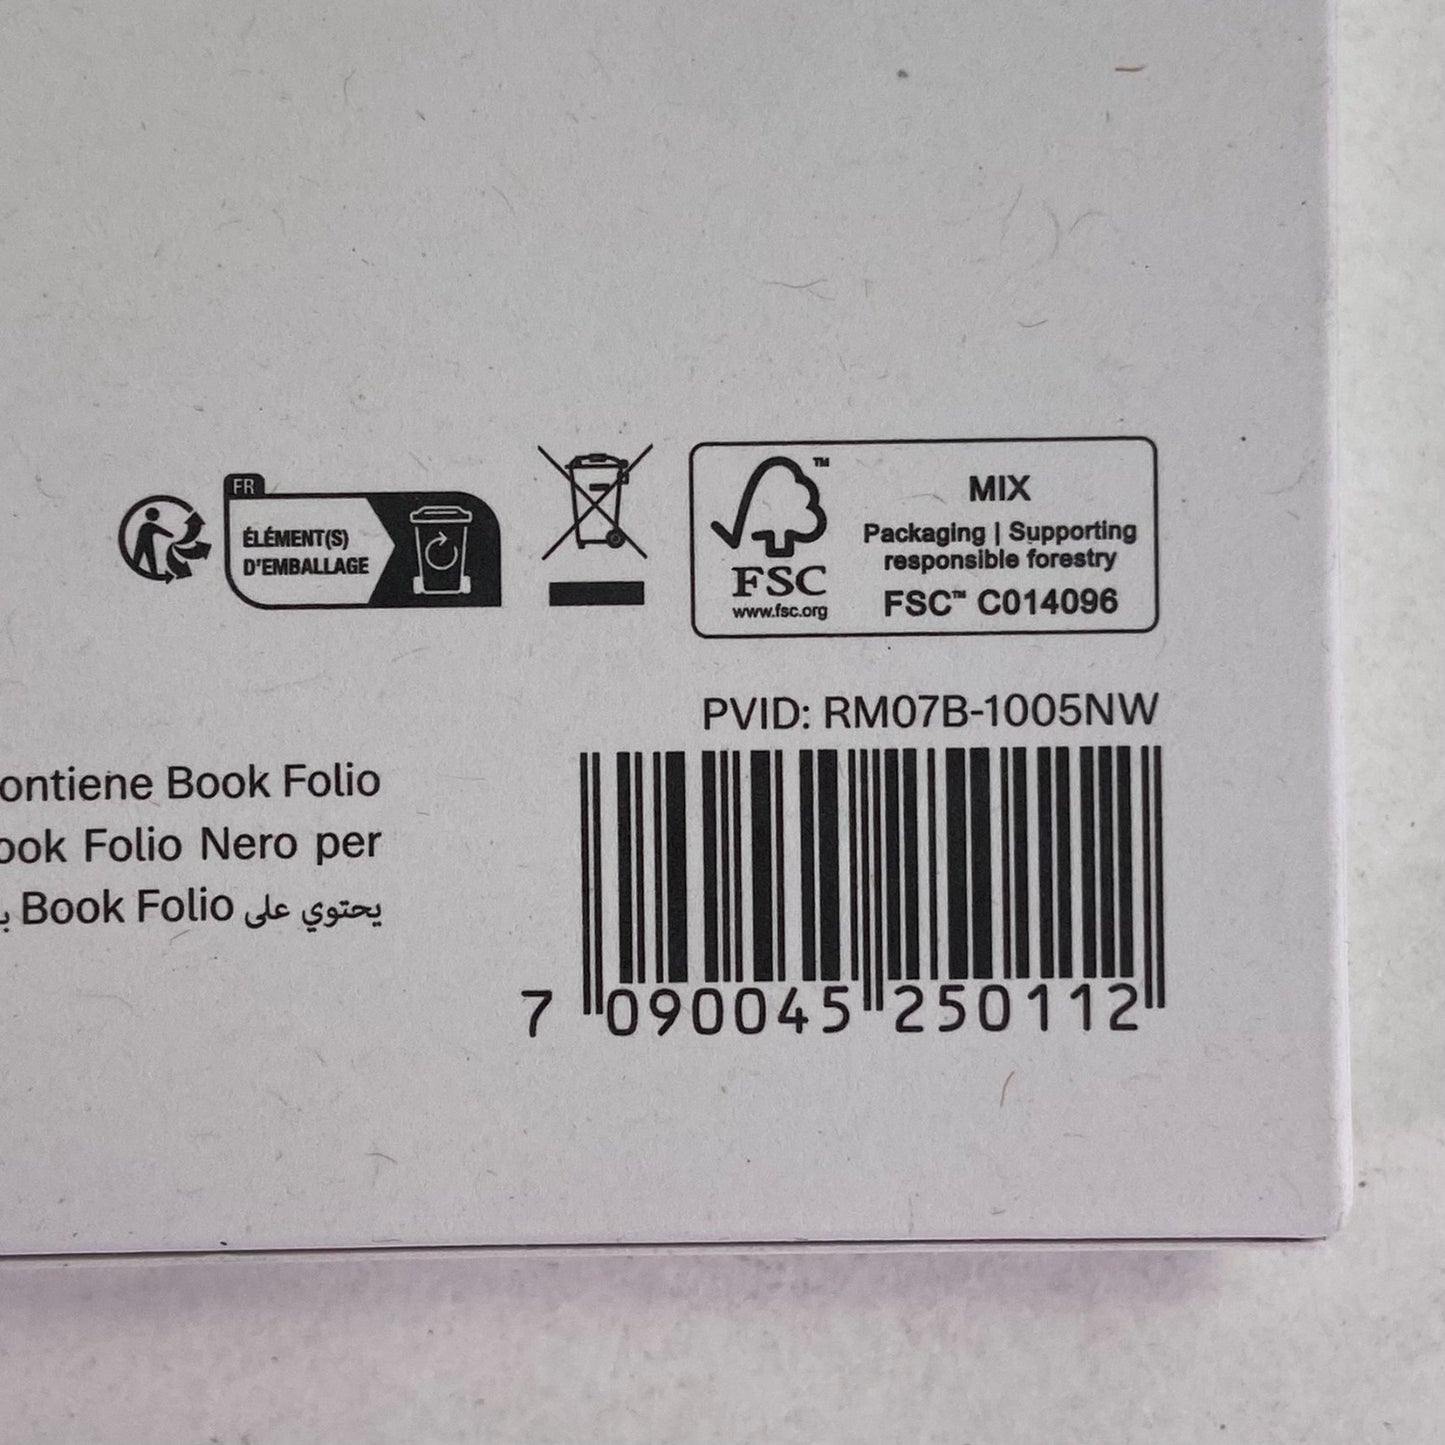 FR
ÉLÉMENT(S)
D'EMBALLAGE
™
FSC
www.fsc.org
MIX
Packaging | Supporting
responsible forestry
FSC™ C014096
PVID: RM07B-1005NW
7 090045 250112
ontiene Book Folio
ook Folio Nero per
يحتوي على Book Folio